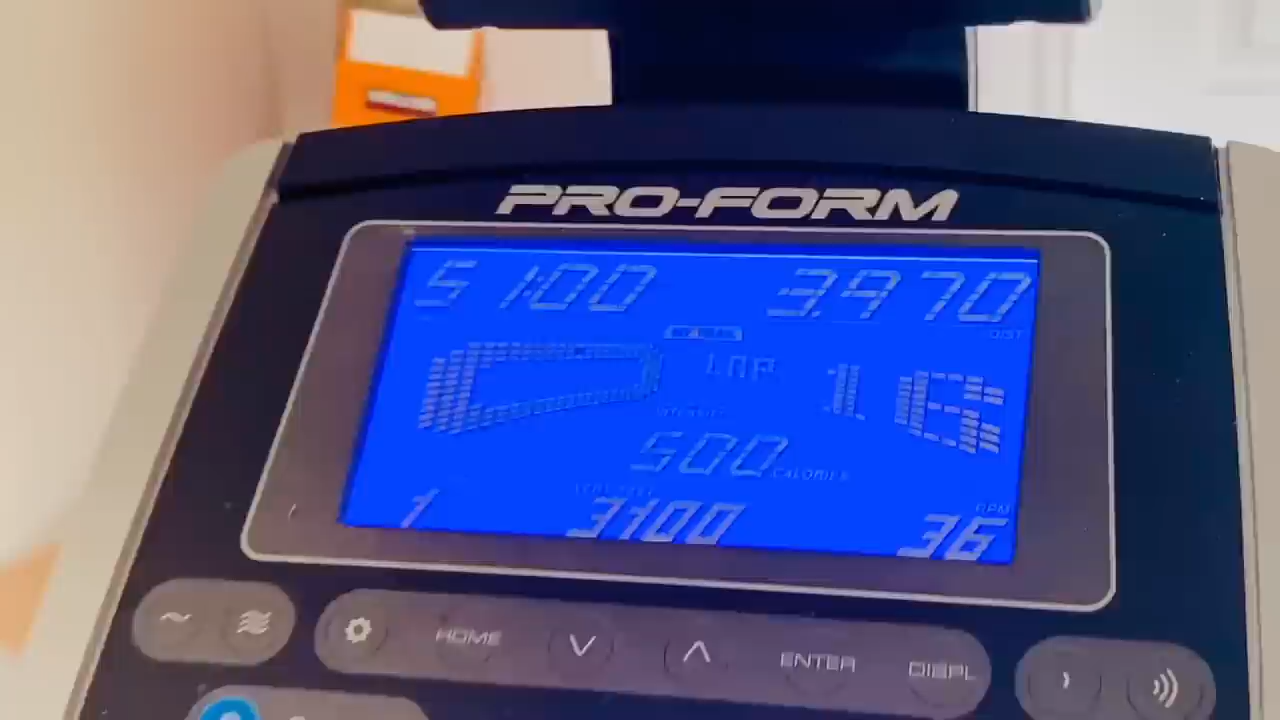 PRO-FORM
51:00 3.970
DIST
LAP 16
500 CALORIES
RPM
1 3100 36
HOME ENTER DISPL